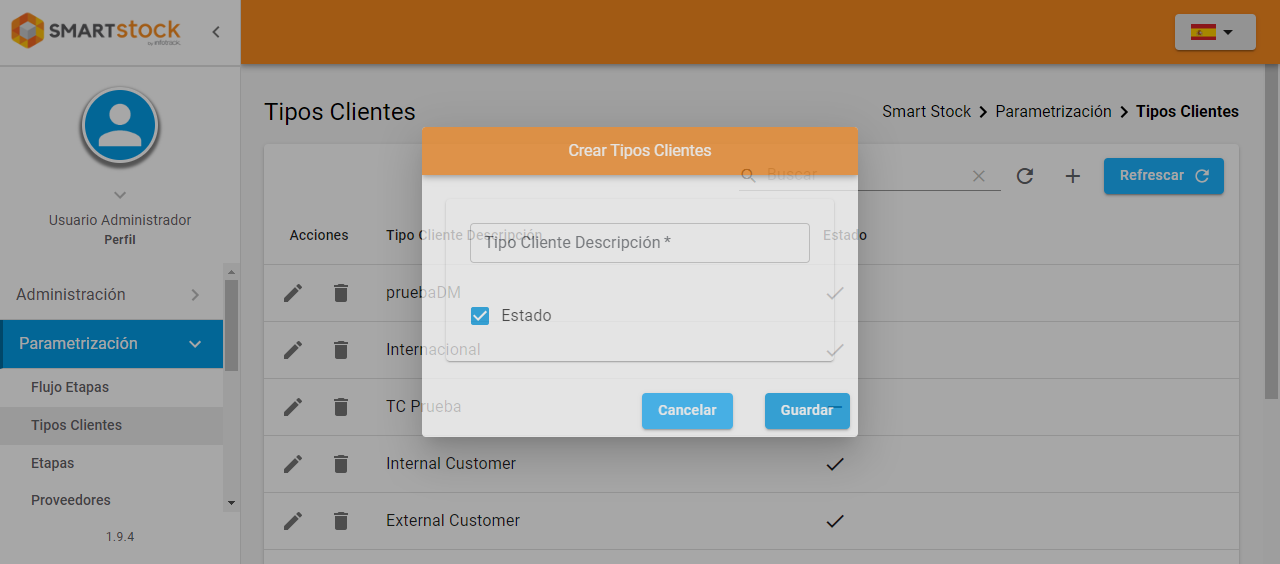 SMARTstock
by infotrack.
Usuario Administrador
Perfil
Administración
Parametrización
Flujo Etapas
Tipos Clientes
Etapas
Proveedores
1.9.4
Tipos Clientes
Smart Stock > Parametrización > Tipos Clientes
Buscar
Refrescar
Acciones Tipo Cliente Descripción Estado
pruebaDM
Internacional
TC Prueba
Internal Customer
External Customer
Crear Tipos Clientes
Tipo Cliente Descripción *
Estado
Cancelar Guardar